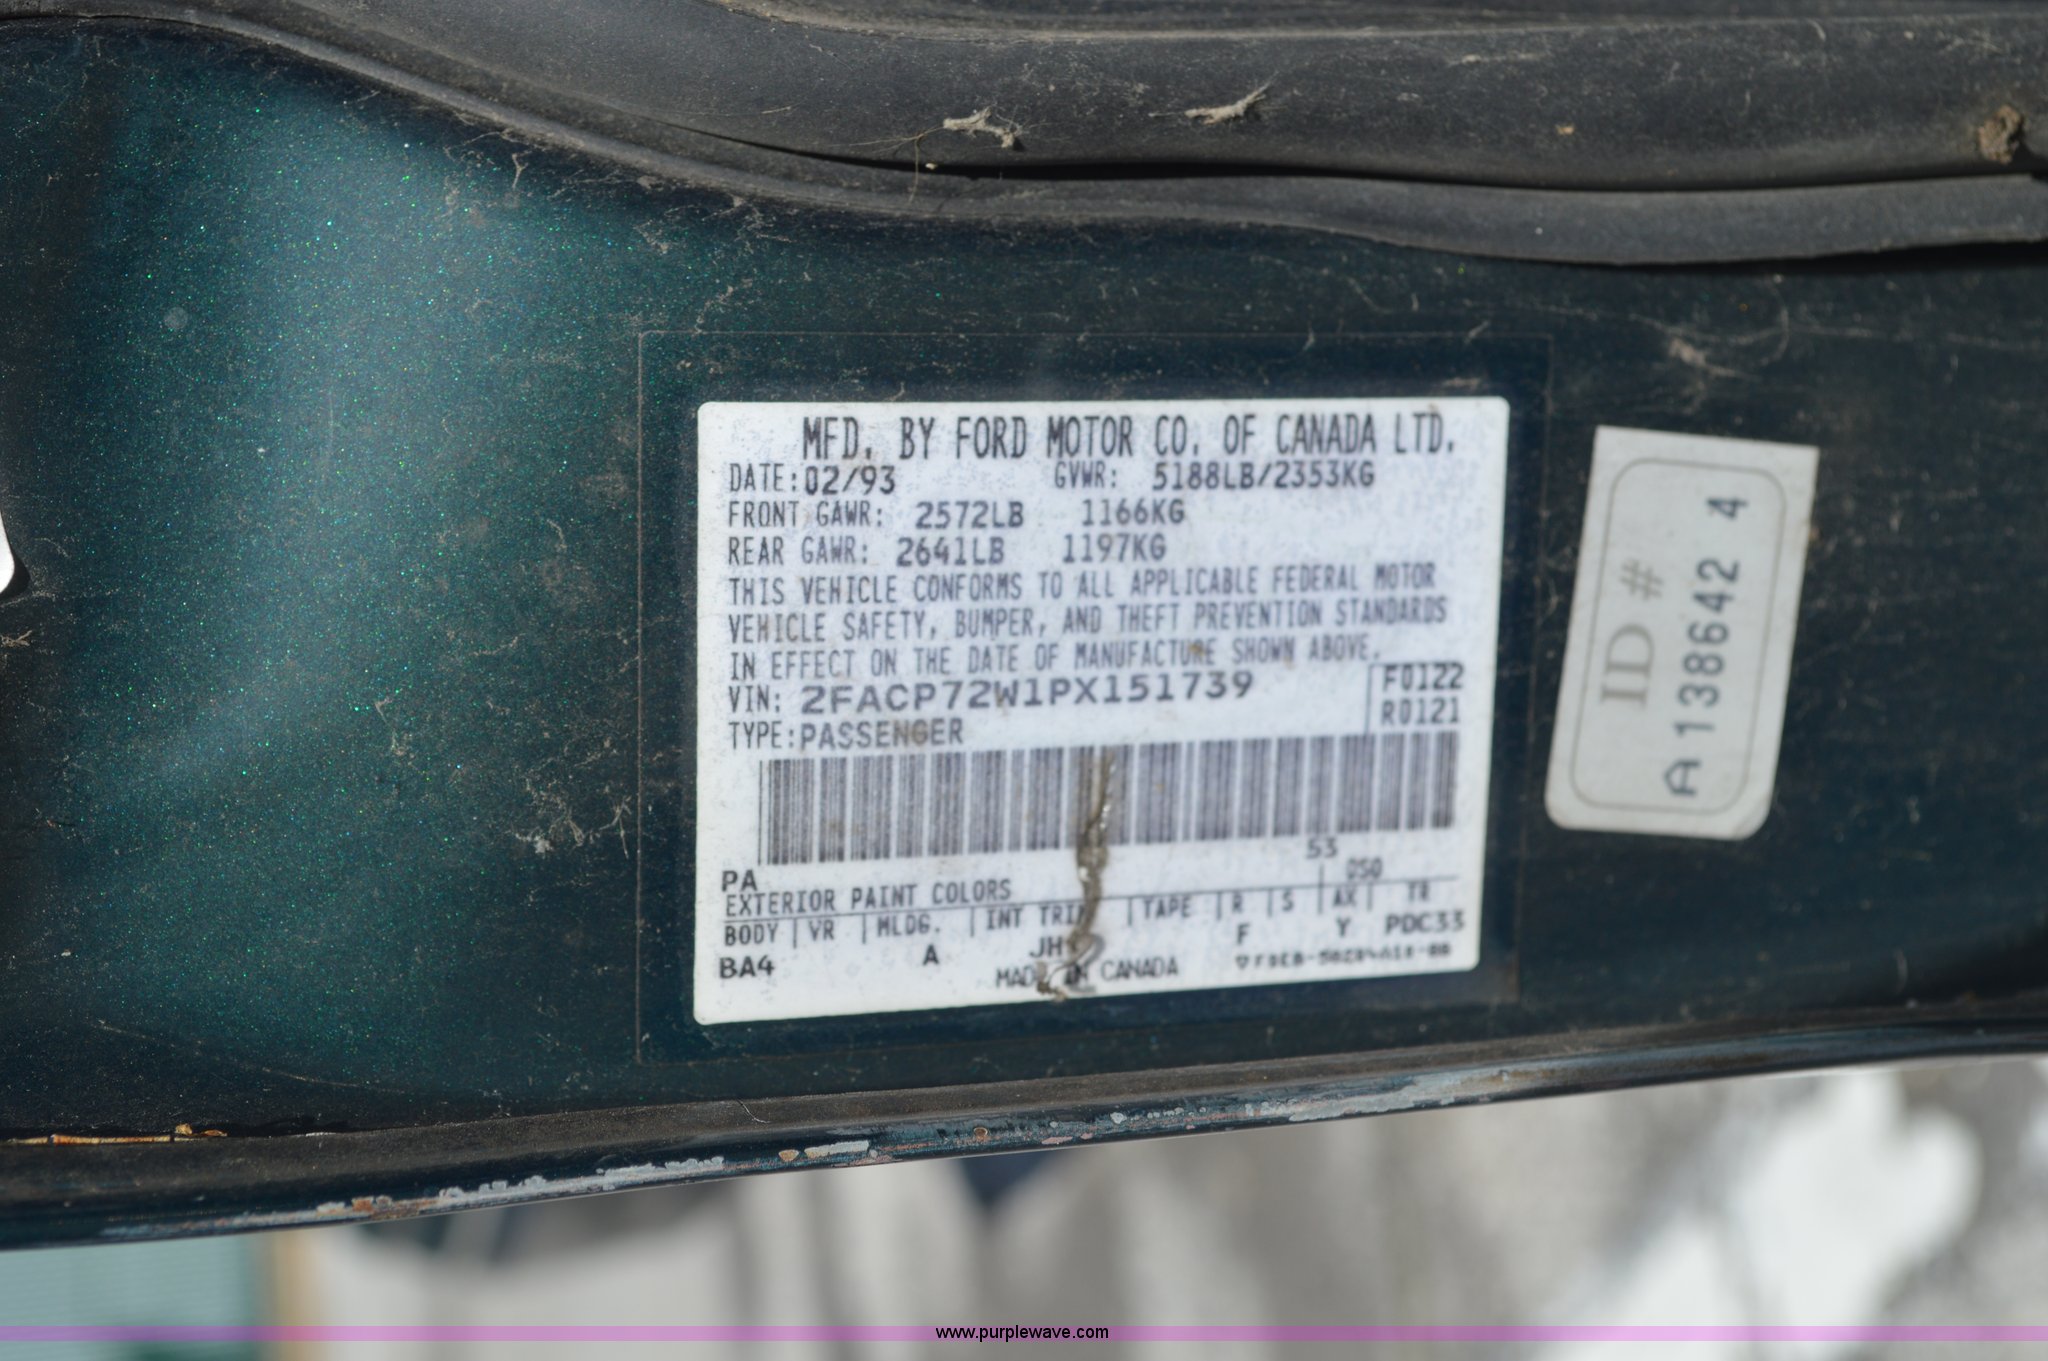 MFD. BY FORD MOTOR CO. OF CANADA LTD.
DATE: 02/93 GVWR: 5188LB/2353KG
FRONT GAWR: 2572LB 1166KG
REAR GAWR: 2641LB 1197KG
THIS VEHICLE CONFORMS TO ALL APPLICABLE FEDERAL MOTOR
VEHICLE SAFETY, BUMPER, AND THEFT PREVENTION STANDARDS
IN EFFECT ON THE DATE OF MANUFACTURE SHOWN ABOVE.
VIN: 2FACP72W1PX151739
F0122
R0121
TYPE: PASSENGER
53
PA
DSO
EXTERIOR PAINT COLORS
BODY | VR | MLDG. | INT TRIM | TAPE | R | S | AX | TR
BA4 A F Y PDC33
MADE IN CANADA
ID #
A 138642 4
www.purplewave.com